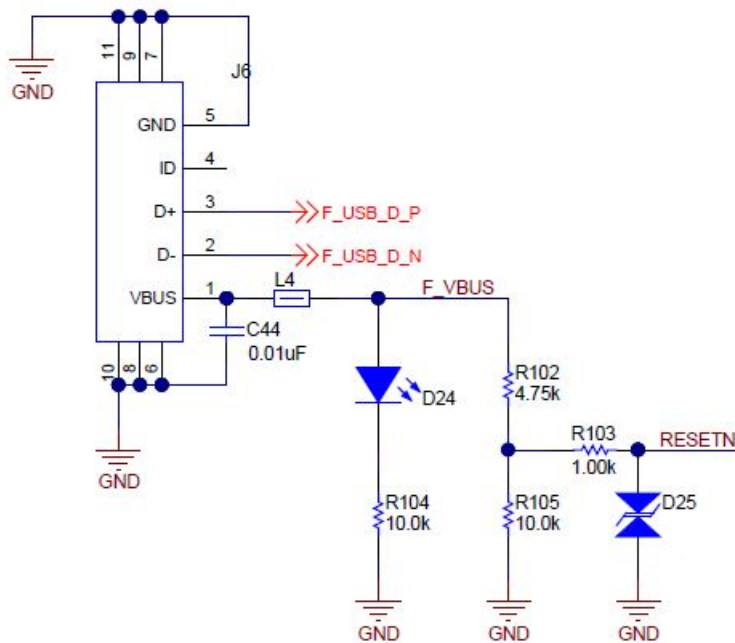 11
9
7
GND
J6
GND
5
ID
4
D+
3
F_USB_D_P
D-
2
F_USB_D_N
VBUS
1
L4
F_VBUS
C44
0.01uF
10
8
6
D24
R102
4.75k
R103
1.00k
RESETN
GND
R104
10.0k
R105
10.0k
D25
GND
GND
GND